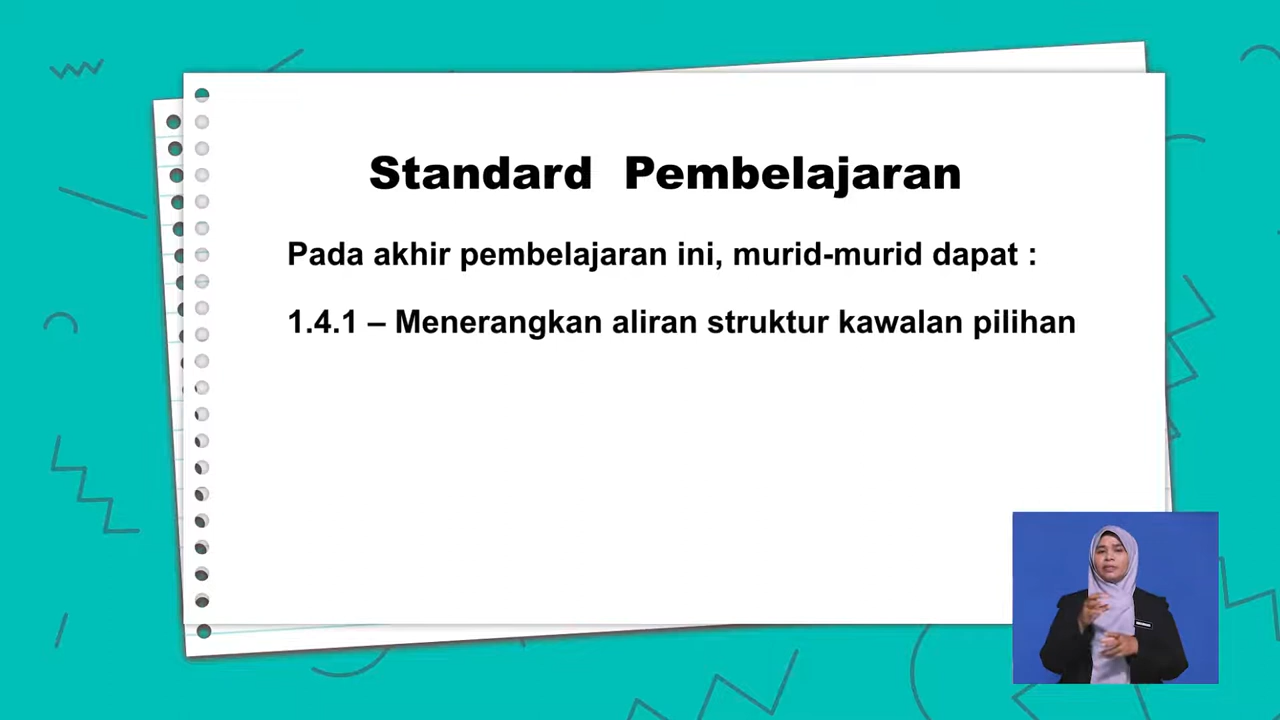 Standard Pembelajaran
Pada akhir pembelajaran ini, murid-murid dapat :
1.4.1 – Menerangkan aliran struktur kawalan pilihan